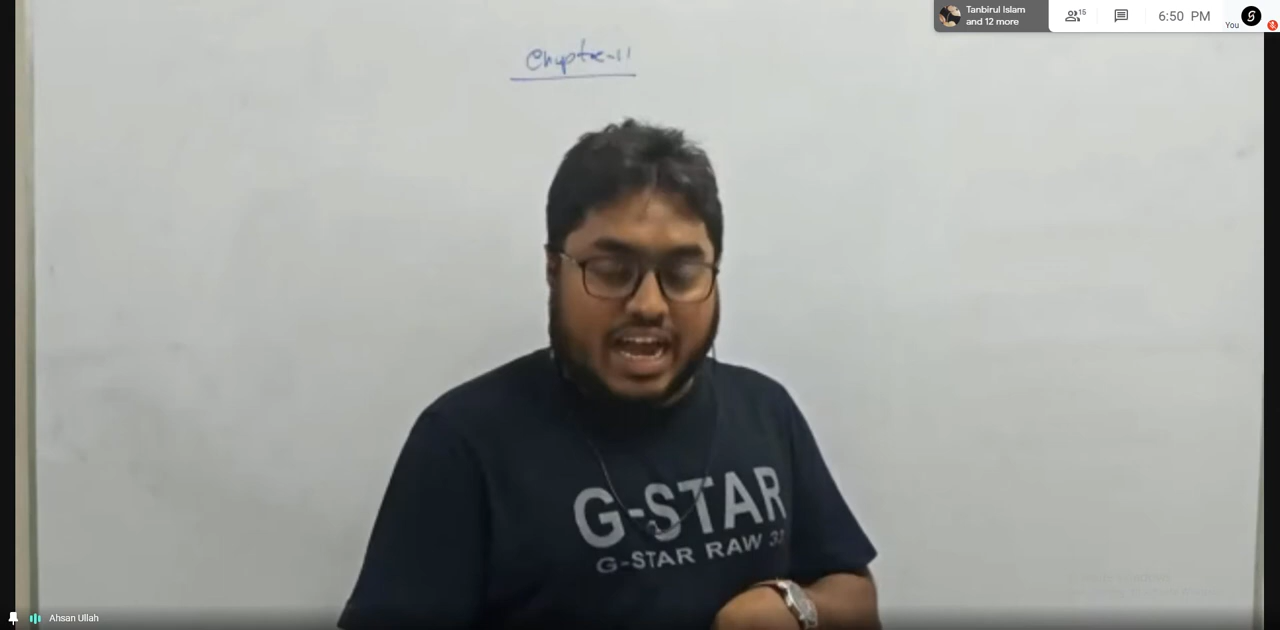 Tanbirul Islam
and 12 more
15
6:50 PM
You
Chapter-11
G-STAR
G-STAR RAW
Ahsan Ullah